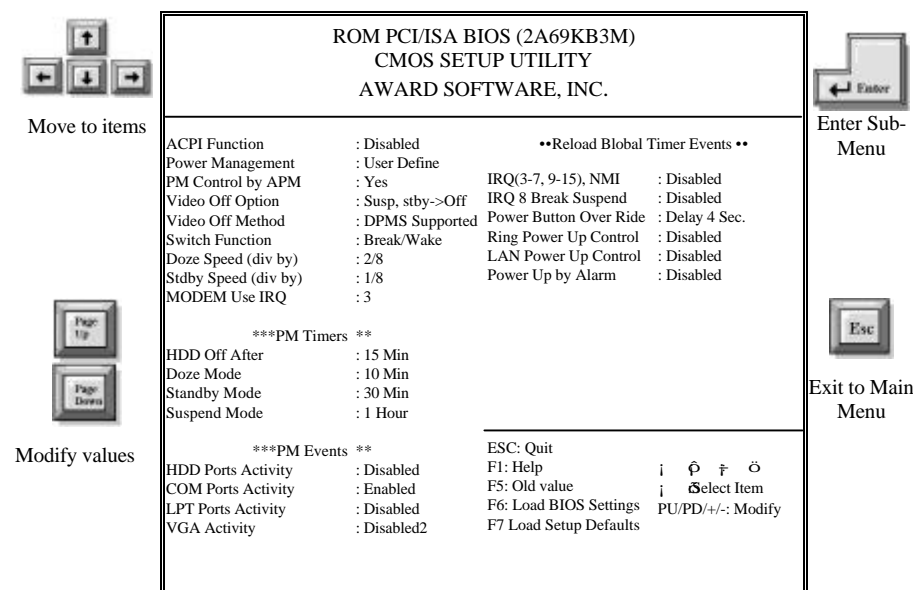 ROM PCI/ISA BIOS (2A69KB3M)
CMOS SETUP UTILITY
AWARD SOFTWARE, INC.
Move to items
Enter
Enter Sub-
Menu
ACPI Function : Disabled
Power Management : User Define
PM Control by APM : Yes
Video Off Option : Susp, stby->Off
Video Off Method : DPMS Supported
Switch Function : Break/Wake
Doze Speed (div by) : 2/8
Stdby Speed (div by) : 1/8
MODEM Use IRQ : 3
***PM Timers **
HDD Off After : 15 Min
Doze Mode : 10 Min
Standby Mode : 30 Min
Suspend Mode : 1 Hour
***PM Events **
HDD Ports Activity : Disabled
COM Ports Activity : Enabled
LPT Ports Activity : Disabled
VGA Activity : Disabled2
••Reload Blobal Timer Events ••
IRQ(3-7, 9-15), NMI : Disabled
IRQ 8 Break Suspend : Disabled
Power Button Over Ride : Delay 4 Sec.
Ring Power Up Control : Disabled
LAN Power Up Control : Disabled
Power Up by Alarm : Disabled
ESC: Quit
F1: Help
F5: Old value Select Item
F6: Load BIOS Settings PU/PD/+/-: Modify
F7 Load Setup Defaults
Page
Up
Page
Down
Modify values
Esc
Exit to Main
Menu